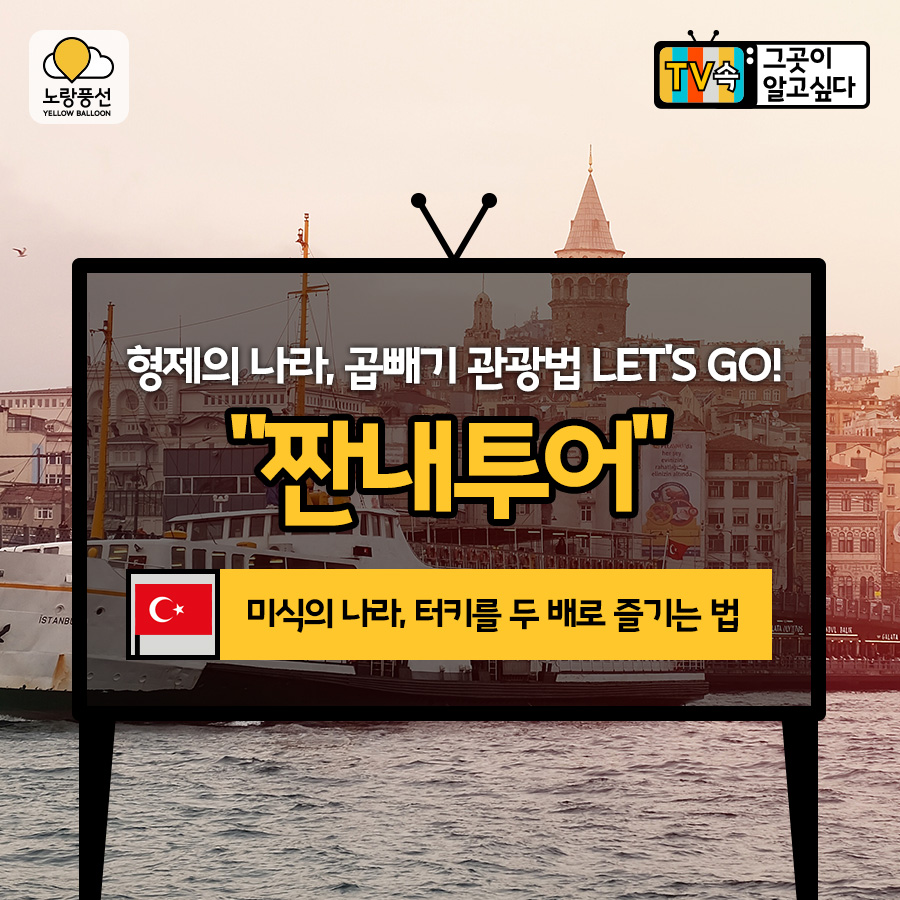 노랑풍선
YELLOW BALLOON
TV속
그곳이
알고싶다
형제의 나라, 곱빼기 관광법 LET'S GO!
"짠내투어"
미식의 나라, 터키를 두 배로 즐기는 법
ISTANBU